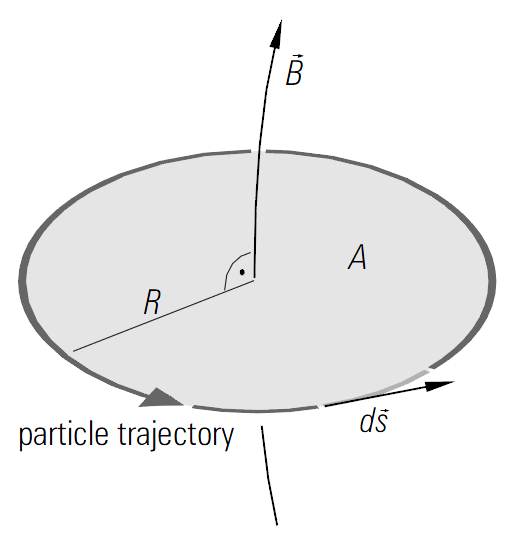 B⃗
A
R
particle trajectory
ds⃗